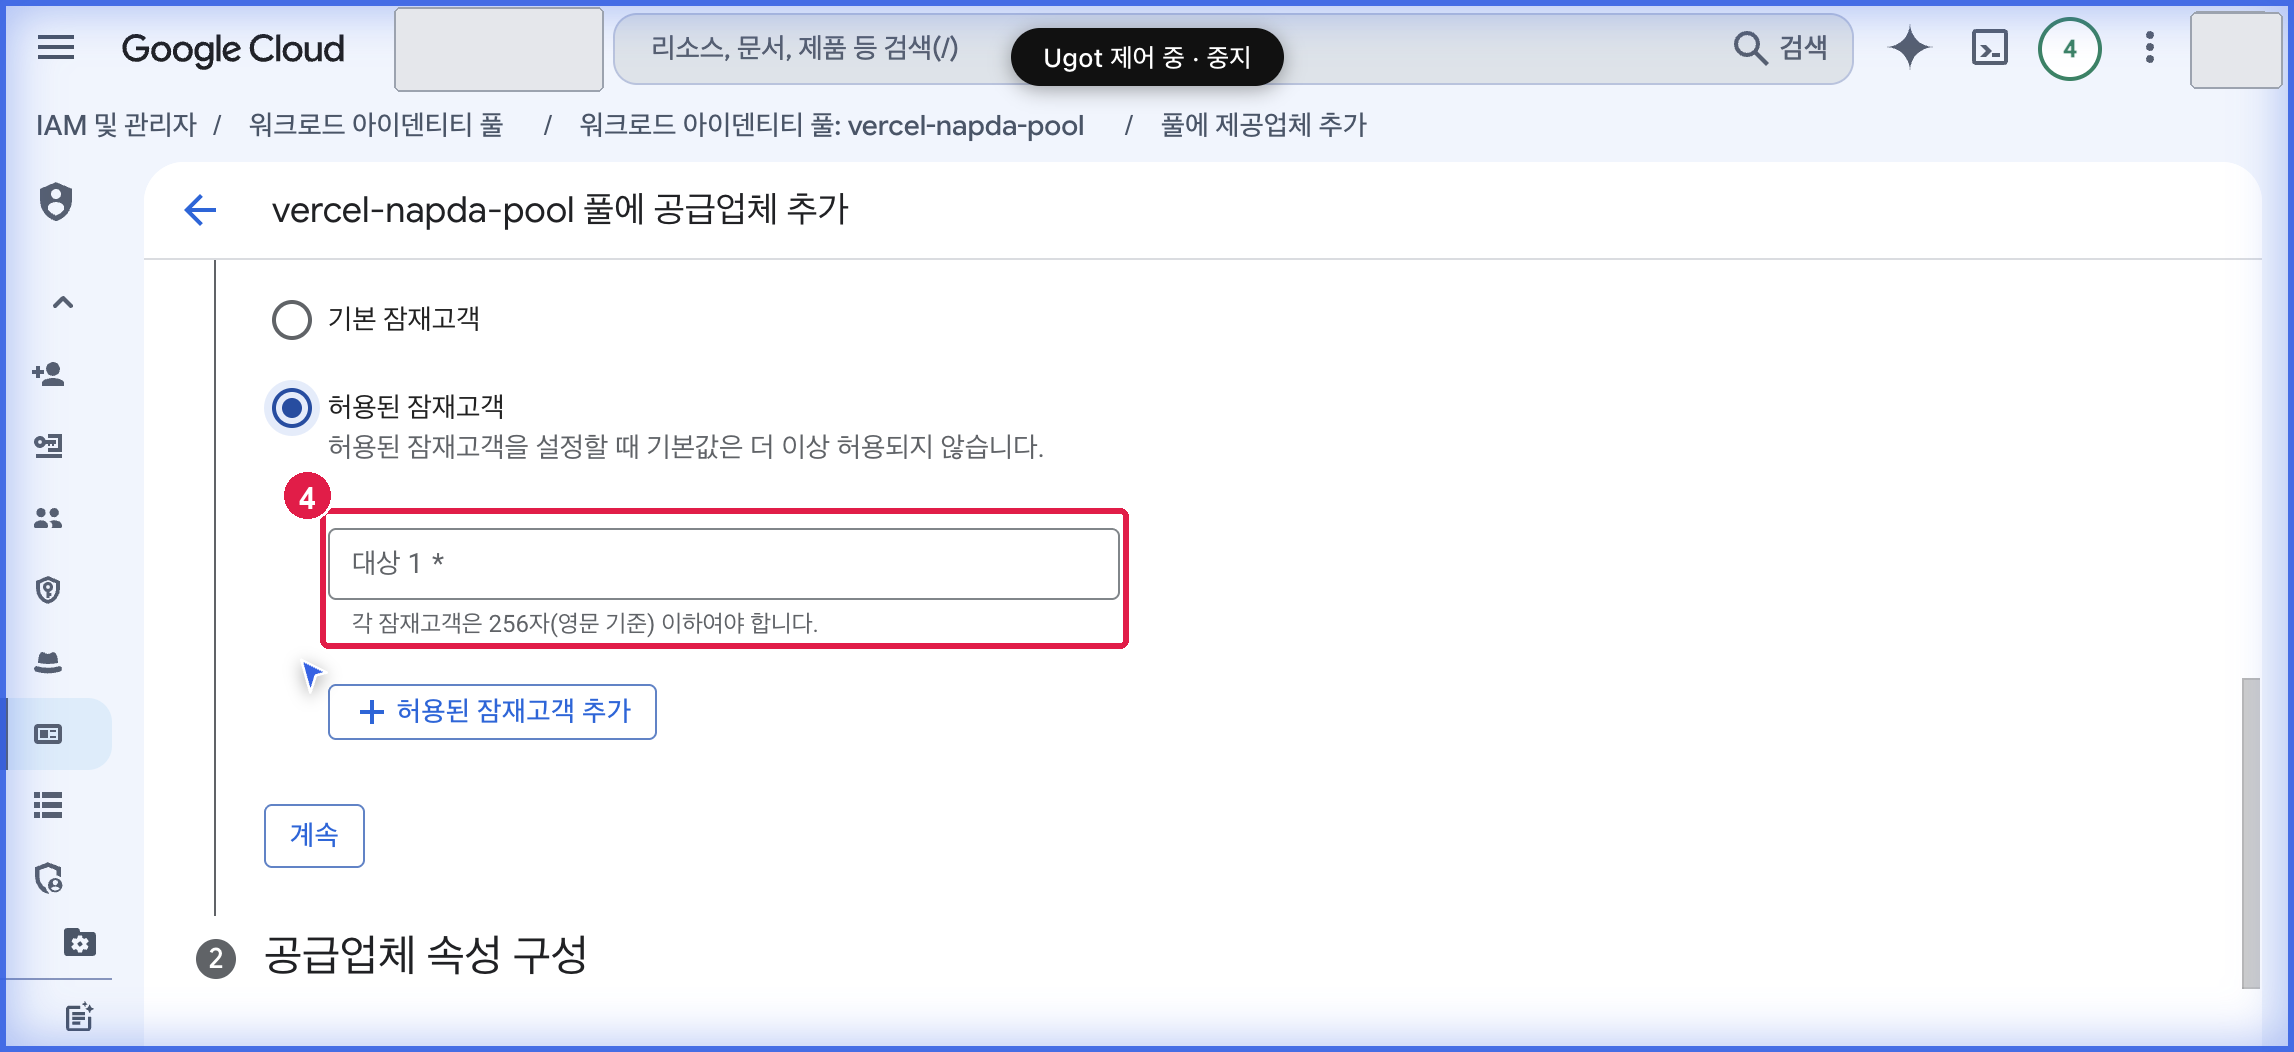 Google Cloud
리소스, 문서, 제품 등 검색(/)
Ugot 제어 중 · 중지
검색
4
IAM 및 관리자 / 워크로드 아이덴티티 풀 / 워크로드 아이덴티티 풀: vercel-napda-pool / 풀에 제공업체 추가
vercel-napda-pool 풀에 공급업체 추가
기본 잠재고객
허용된 잠재고객
허용된 잠재고객을 설정할 때 기본값은 더 이상 허용되지 않습니다.
4
대상 1 *
각 잠재고객은 256자(영문 기준) 이하여야 합니다.
+ 허용된 잠재고객 추가
계속
2 공급업체 속성 구성